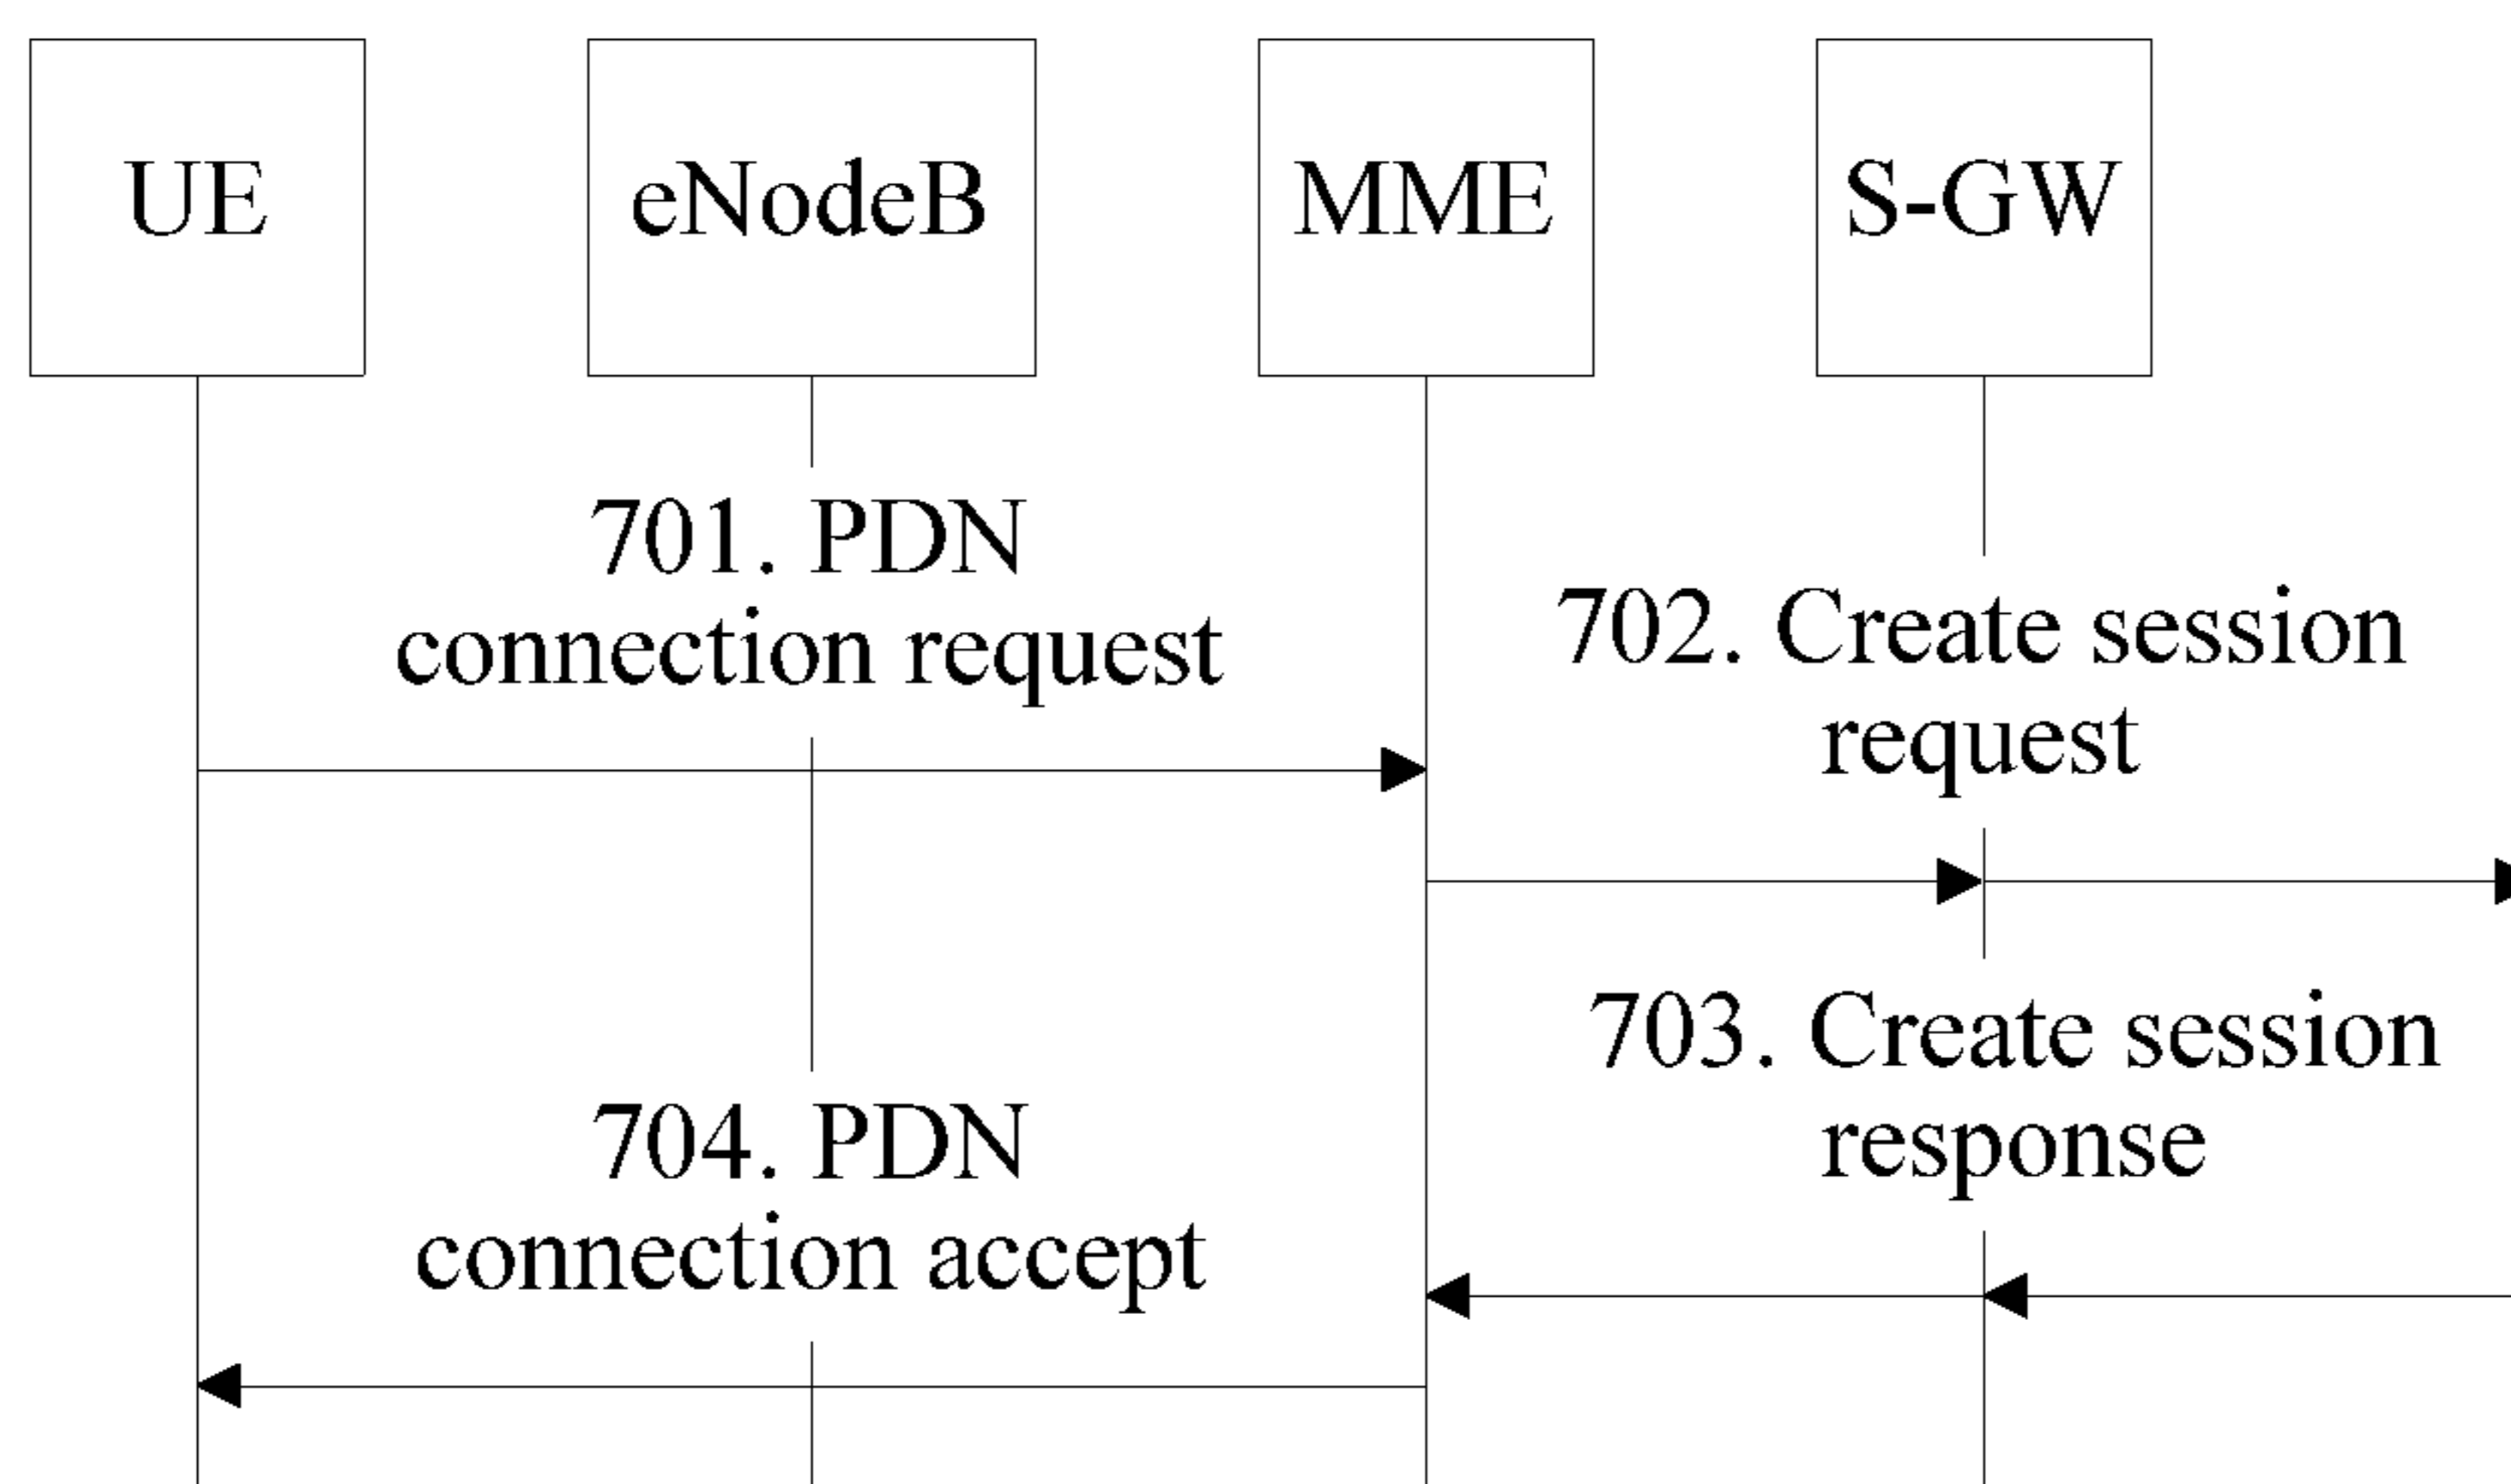 UE
eNodeB
MME
S-GW
701. PDN
connection request
702. Create session
request
703. Create session
response
704. PDN
connection accept